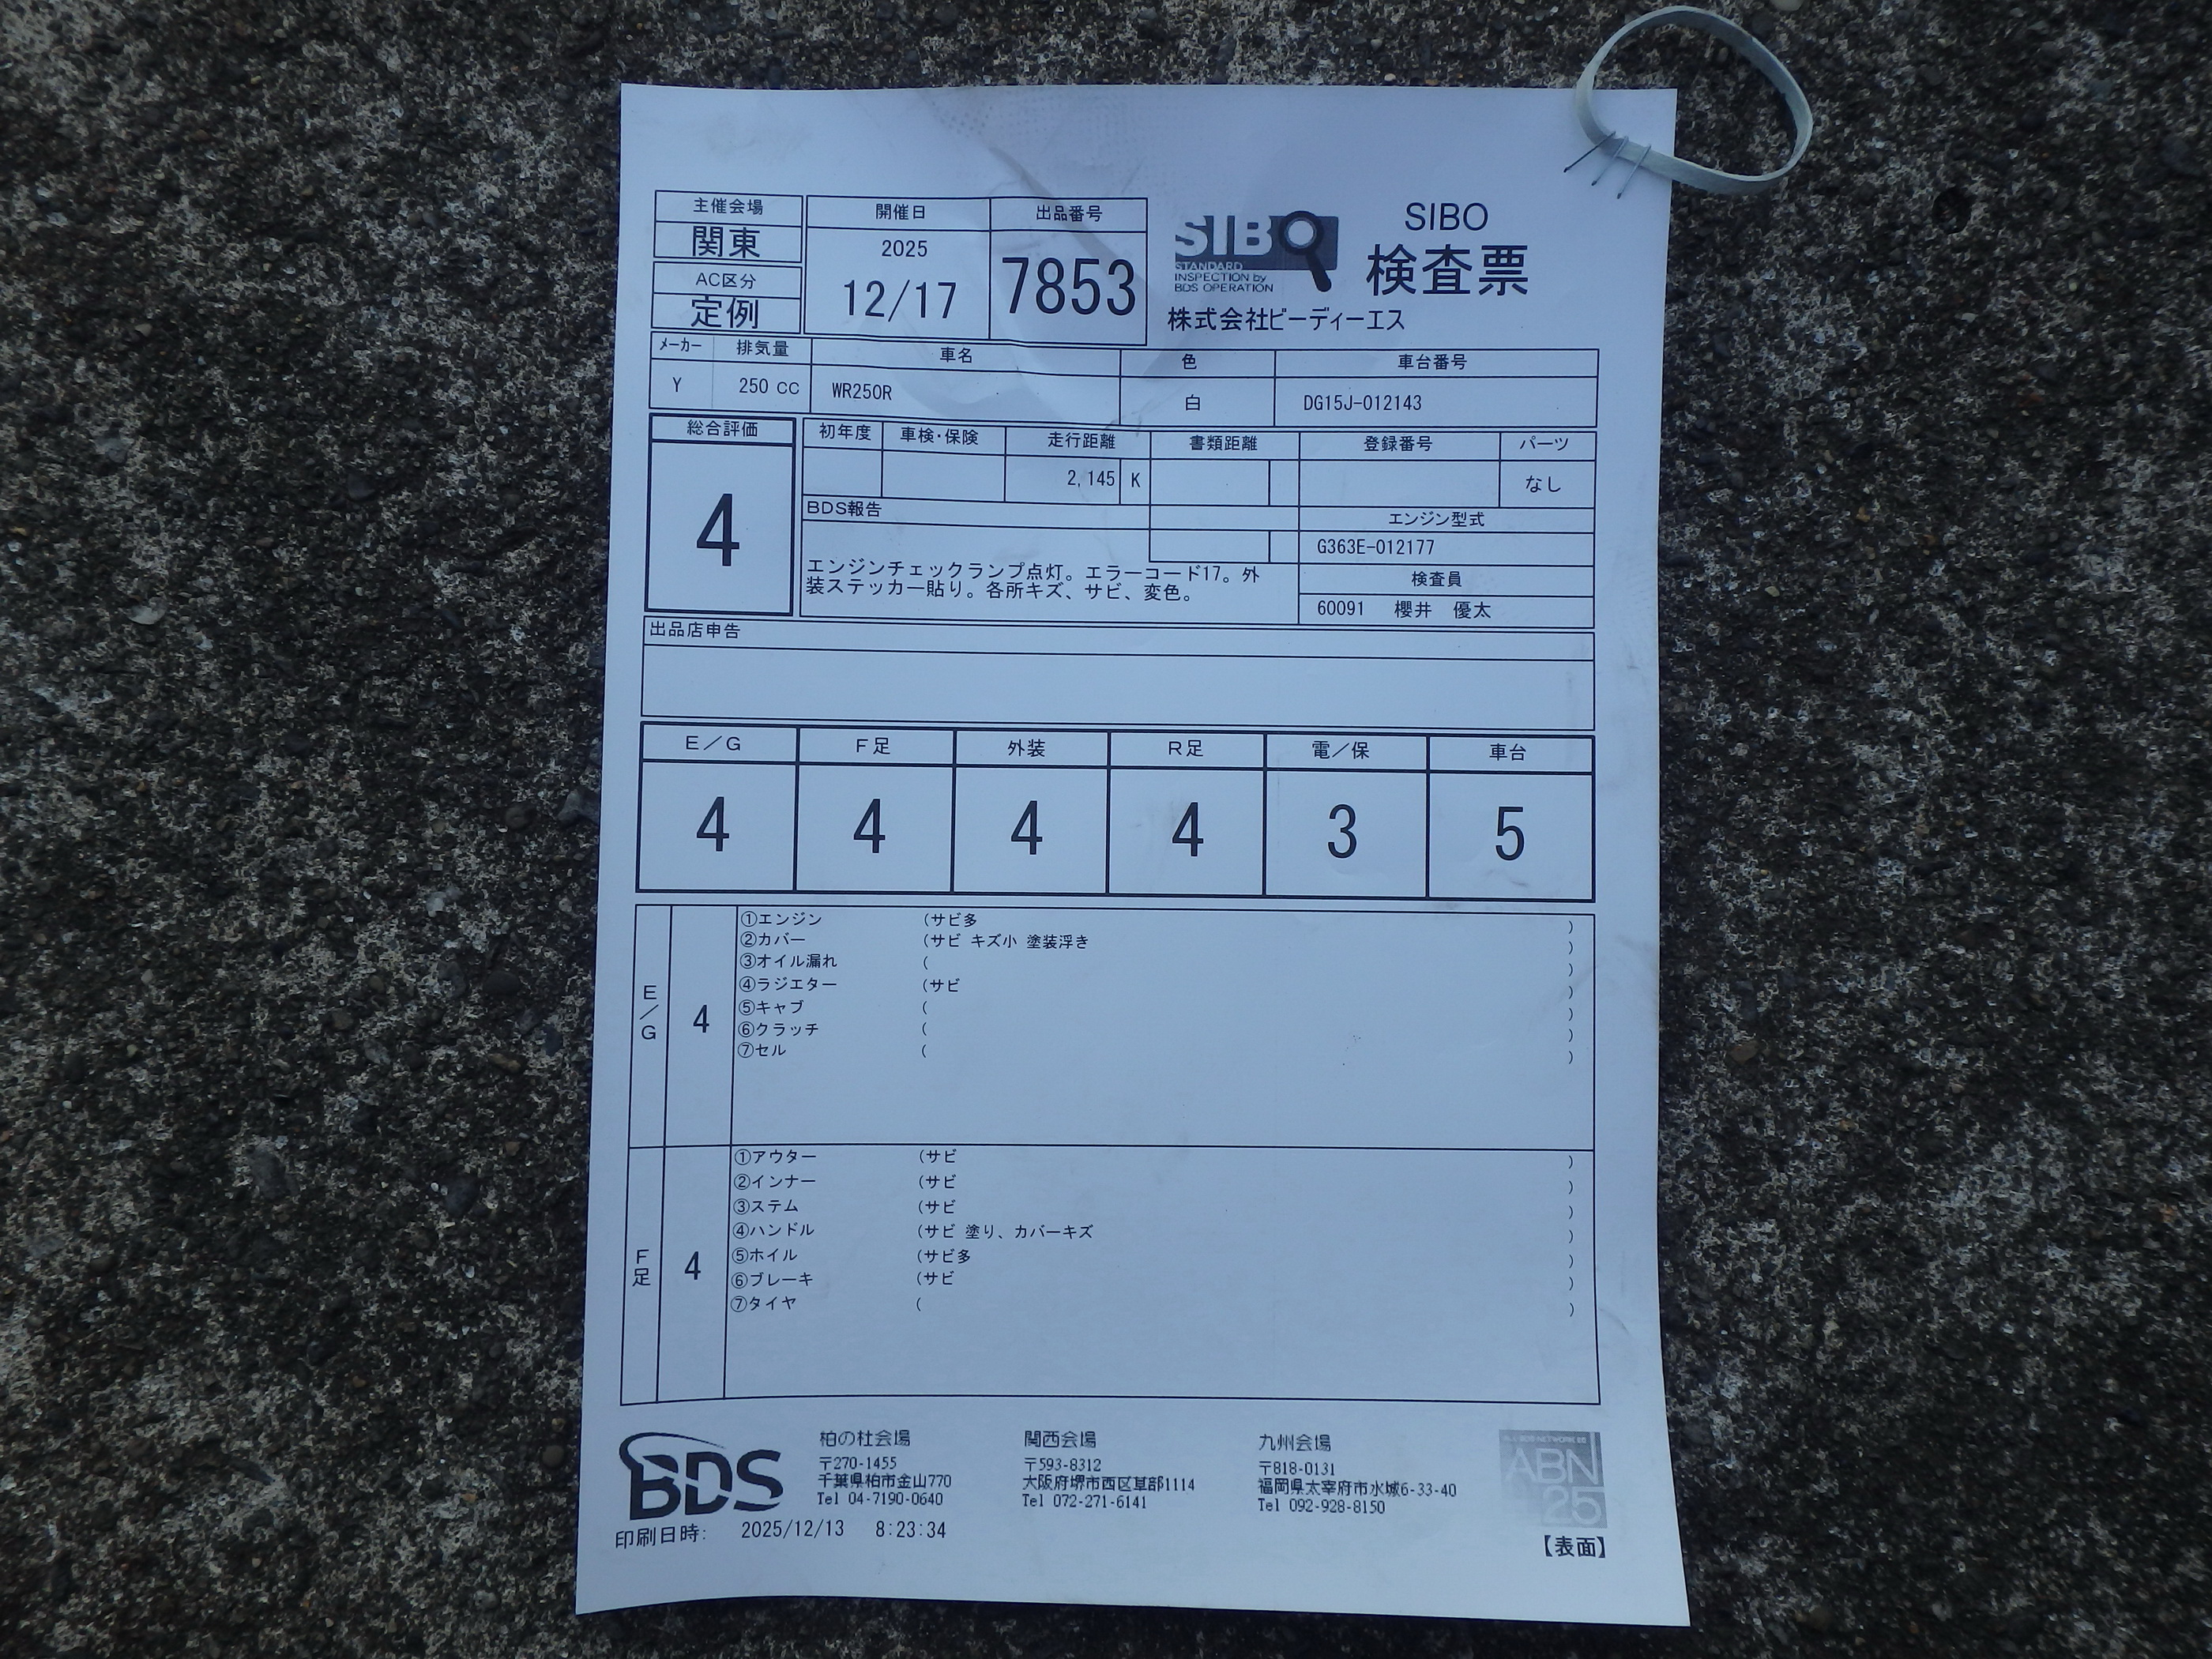 主催会場
関東
AC区分
定例
開催日
2025
12/17
出品番号
7853
SIBO
STANDARD
INSPECTION by
BDS OPERATION
SIBO
検査票
株式会社ビーディーエス
メーカー 排気量 車名 色 車台番号
Y 250 CC WR250R 白 DG15J-012143
総合評価
4
初年度 車検・保険 走行距離 書類距離 登録番号 パーツ
2,145 K なし
BDS報告
エンジンチェックランプ点灯。エラーコード17。外
装ステッカー貼り。各所キズ、サビ、変色。
エンジン型式
G363E-012177
検査員
60091 櫻井 優太
出品店申告
E/G F足 外装 R足 電/保 車台
4 4 4 4 3 5
E/G
4
①エンジン (サビ多 )
②カバー (サビ キズ小 塗装浮き )
③オイル漏れ ( )
④ラジエター (サビ )
⑤キャブ ( )
⑥クラッチ ( )
⑦セル ( )
F足
4
①アウター (サビ )
②インナー (サビ )
③ステム (サビ )
④ハンドル (サビ 塗り、カバーキズ )
⑤ホイル (サビ多 )
⑥ブレーキ (サビ )
⑦タイヤ ( )
BDS
柏の杜会場
〒270-1455
千葉県柏市金山770
Tel 04-7190-0640
関西会場
〒593-8312
大阪府堺市西区草部1114
Tel 072-271-6141
九州会場
〒818-0131
福岡県太宰府市水城6-33-40
Tel 092-928-8150
ABN
25
印刷日時: 2025/12/13 8:23:34
【表面】